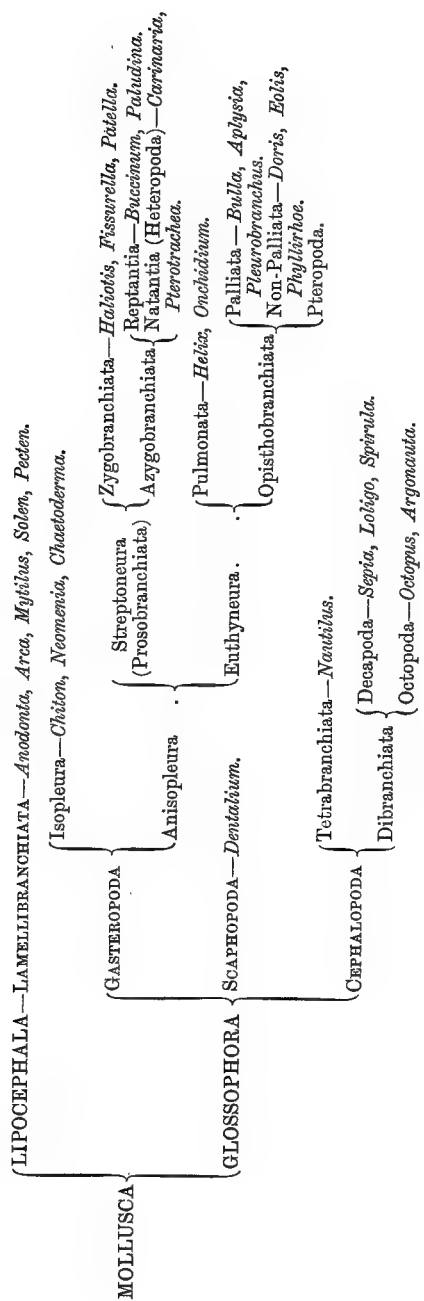 MOLLUSCA
LIPOCEPHALA—LAMELLIBRANCHIATA—Anodonta, Arca, Mytilus, Solen, Pecten.
GLOSSOPHORA
GASTEROPODA
Isopleura—Chiton, Neomenia, Chaetoderma.
Anisopleura
Streptoneura
(Prosobranchiata)
Zygobranchiata—Haliotis, Fissurella, Patella.
Azygobranchiata
Reptantia—Buccinum, Paludina.
Natantia (Heteropoda)—Carinaria,
Pterotrachea.
Euthyneura.
Pulmonata—Helix, Onchidium.
Opisthobranchiata
Palliata—Bulla, Aplysia,
Pleurobranchus.
Non-Palliata—Doris, Eolis,
Phyllirhoe.
Pteropoda.
SCAPHOPODA—Dentalium.
CEPHALOPODA
Tetrabranchiata—Nautilus.
Dibranchiata
Decapoda—Sepia, Loligo, Spirula.
Octopoda—Octopus, Argonauta.